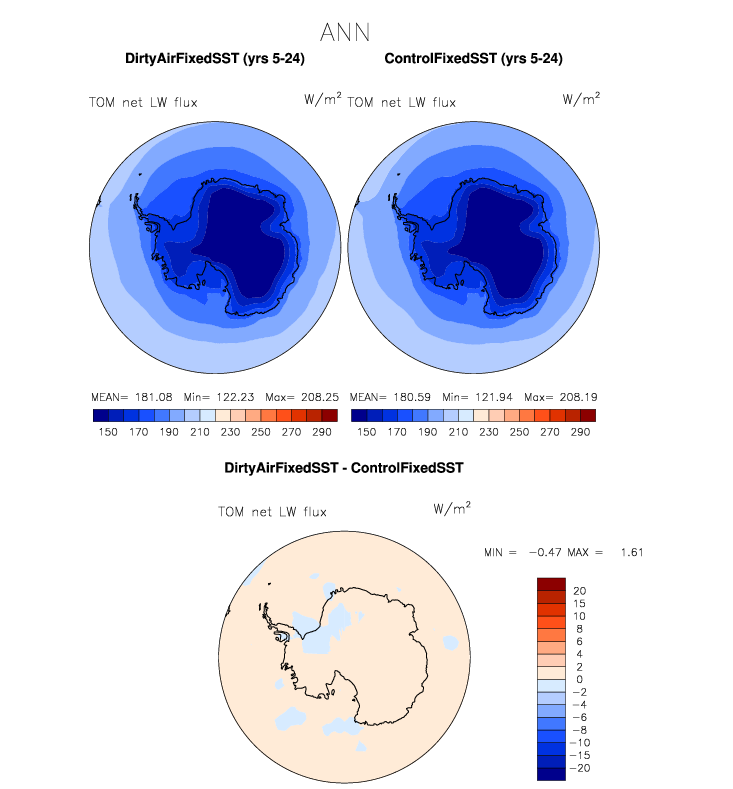 ANN
DirtyAirFixedSST (yrs 5-24) ControlFixedSST (yrs 5-24)
TOM net LW flux W/m² TOM net LW flux W/m²
MEAN= 181.08 Min= 122.23 Max= 208.25 MEAN= 180.59 Min= 121.94 Max= 208.19
150 170 190 210 230 250 270 290 150 170 190 210 230 250 270 290
DirtyAirFixedSST - ControlFixedSST
TOM net LW flux W/m²
MIN = -0.47 MAX = 1.61
20
15
10
8
6
4
2
0
-2
-4
-6
-8
-10
-15
-20